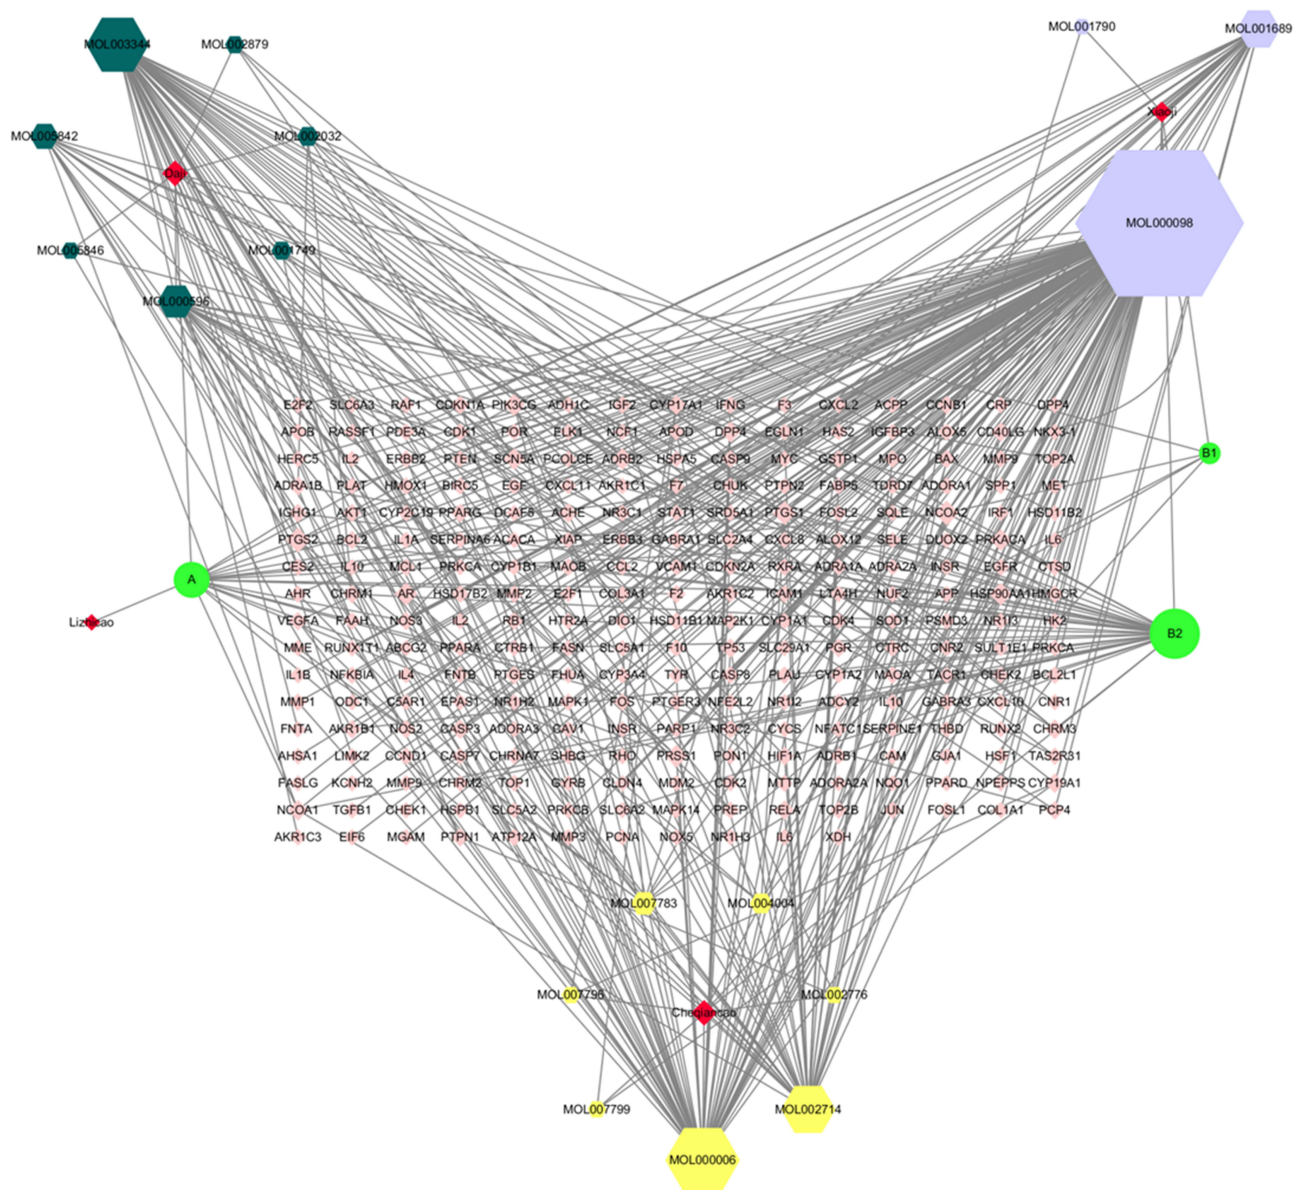 MOL003344 MOL002879 MOL001790 MOL001689
Xiaoji
MOL005842 MOL002032
Daji
MOL000098
MOL005846 MOL001749
MOL000596
E2F2 SLC6A3 RAF1 CDKN1A PIK3CG ADH1C IGF2 CYP17A1 IFNG F3 CXCL2 ACPP CCNB1 CRP DPP4
APOB RASSF1 PDE3A CDK1 POR ELK1 NCF1 APOD DPP4 EGLN1 HAS2 IGFBP3 ALOX5 CD40LG NKX3-1
B1
HERC5 IL2 ERBB2 PTEN SCN5A PCOLCE ADRB2 HSPA5 CASP9 MYC GSTP1 MPO BAX MMP9 TOP2A
ADRA1B PLAT HMOX1 BIRC5 EGF CXCL11 AKR1C1 F7 CHUK PTPN2 FABP5 TDRD7 ADORA1 SPP1 MET
IGHG1 AKT1 CYP2C19 PPARG DCAF5 ACHE NR3C1 STAT1 SRD5A1 PTGS1 FOSL2 SQLE NCOA2 IRF1 HSD11B2
PTGS2 BCL2 IL1A SERPINA6 ACACA XIAP ERBB3 GABRA1 SLC2A4 CXCL8 ALOX12 SELE DUOX2 PRKACA IL6
CES2 IL10 MCL1 PRKCA CYP1B1 MAOB CCL2 VCAM1 CDKN2A RXRA ADRA1A ADRA2A INSR EGFR CTSD
A
AHR CHRM1 AR HSD17B2 MMP2 E2F1 COL3A1 F2 AKR1C2 ICAM1 LTA4H NUF2 APP HSP90AA1 HMGCR
Lizhicao
VEGFA FAAH NOS3 IL2 RB1 HTR2A DIO1 HSD11B1 MAP2K1 CYP1A1 CDK4 SOD1 PSMD3 NR1I3 HK2
B2
MME RUNX1T1 ABCG2 PPARA CTRB1 FASN SLC5A1 F10 TP53 SLC29A1 PGR CTRC CNR2 SULT1E1 PRKCA
IL1B NFKBIA IL4 FNTB PTGES FHUA CYP3A4 TYR CASP8 PLAU CYP1A2 MAOA TACR1 CHEK2 BCL2L1
MMP1 ODC1 C5AR1 EPAS1 NR1H2 MAPK1 FOS PTGER3 NFE2L2 NR1I2 ADCY2 IL10 GABRA3 CXCL10 CNR1
FNTA AKR1B1 NOS2 CASP3 ADORA3 CAV1 INSR PARP1 NR3C2 CYCS NFATC1 SERPINE1 THBD RUNX2 CHRM3
AHSA1 LIMK2 CCND1 CASP7 CHRNA7 SHBG RHO PRSS1 PON1 HIF1A ADRB1 CAM GJA1 HSF1 TAS2R31
FASLG KCNH2 MMP9 CHRM2 TOP1 GYRB CLDN4 MDM2 CDK2 MTTP ADORA2A NQO1 PPARD NPEPPS CYP19A1
NCOA1 TGFB1 CHEK1 HSPB1 SLC5A2 PRKCB SLC6A2 MAPK14 PREP RELA TOP2B JUN FOSL1 COL1A1 PCP4
AKR1C3 EIF6 MGAM PTPN1 ATP12A MMP3 PCNA NOX5 NR1H3 IL6 XDH
MOL007783 MOL004004
MOL007795 MOL002776
Cheqiancao
MOL007799 MOL002714
MOL000006